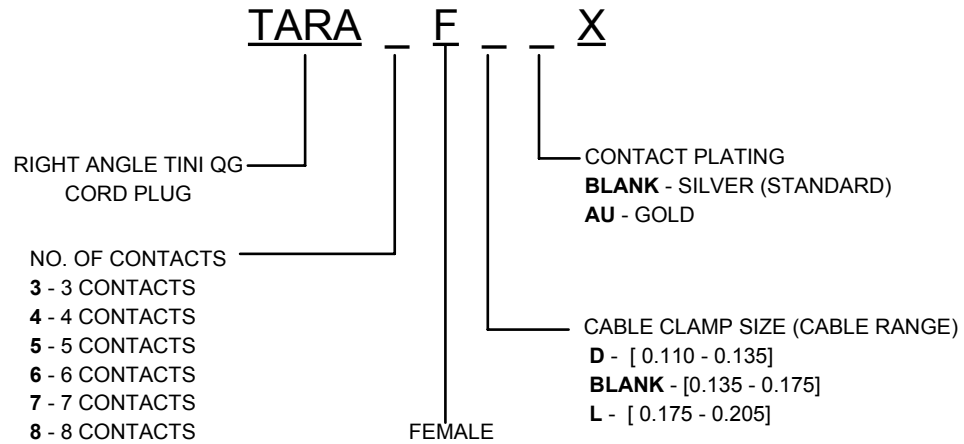 TARA _ F _ _ X
RIGHT ANGLE TINI QG
CORD PLUG
NO. OF CONTACTS
3 - 3 CONTACTS
4 - 4 CONTACTS
5 - 5 CONTACTS
6 - 6 CONTACTS
7 - 7 CONTACTS
8 - 8 CONTACTS
FEMALE
CONTACT PLATING
BLANK - SILVER (STANDARD)
AU - GOLD
CABLE CLAMP SIZE (CABLE RANGE)
D - [ 0.110 - 0.135]
BLANK - [0.135 - 0.175]
L - [ 0.175 - 0.205]